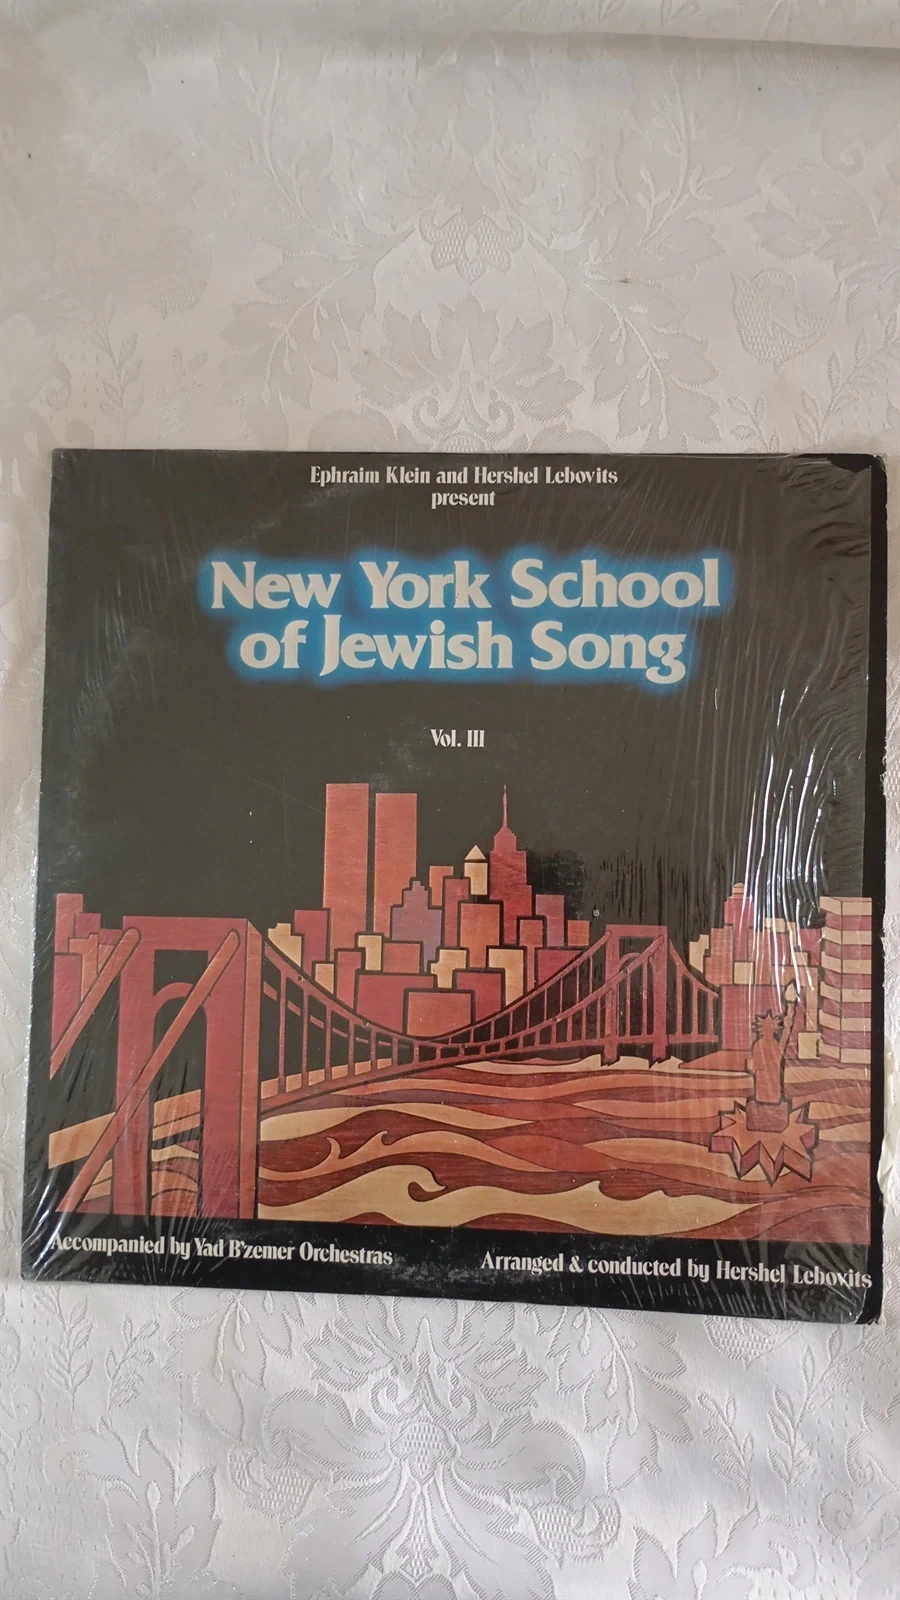 Ephraim Klein and Hershel Lebovits
present
New York School
of Jewish Song
Vol. III
Accompanied by Yad B'zemer Orchestras
Arranged & conducted by Hershel Lebovits